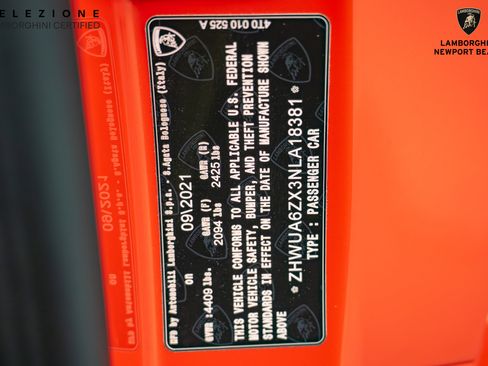 SELEZIONE
LAMBORGHINI CERTIFIED
LAMBORGHINI
NEWPORT BEA
4T0 010 525 A
Mfd by Automobili Lamborghini S.p.A. - S.Agata Bolognese (Italy)
on 09\2021
GVWR :4409 lbs. GAWR (F) 2094 lbs GAWR (R) 2425 lbs
THIS VEHICLE CONFORMS TO ALL APPLICABLE U.S. FEDERAL
MOTOR VEHICLE SAFETY, BUMPER, AND THEFT PREVENTION
STANDARDS IN EFFECT ON THE DATE OF MANUFACTURE SHOWN
ABOVE
* ZHWUA6ZX3NLA18381 *
TYPE : PASSENGER CAR